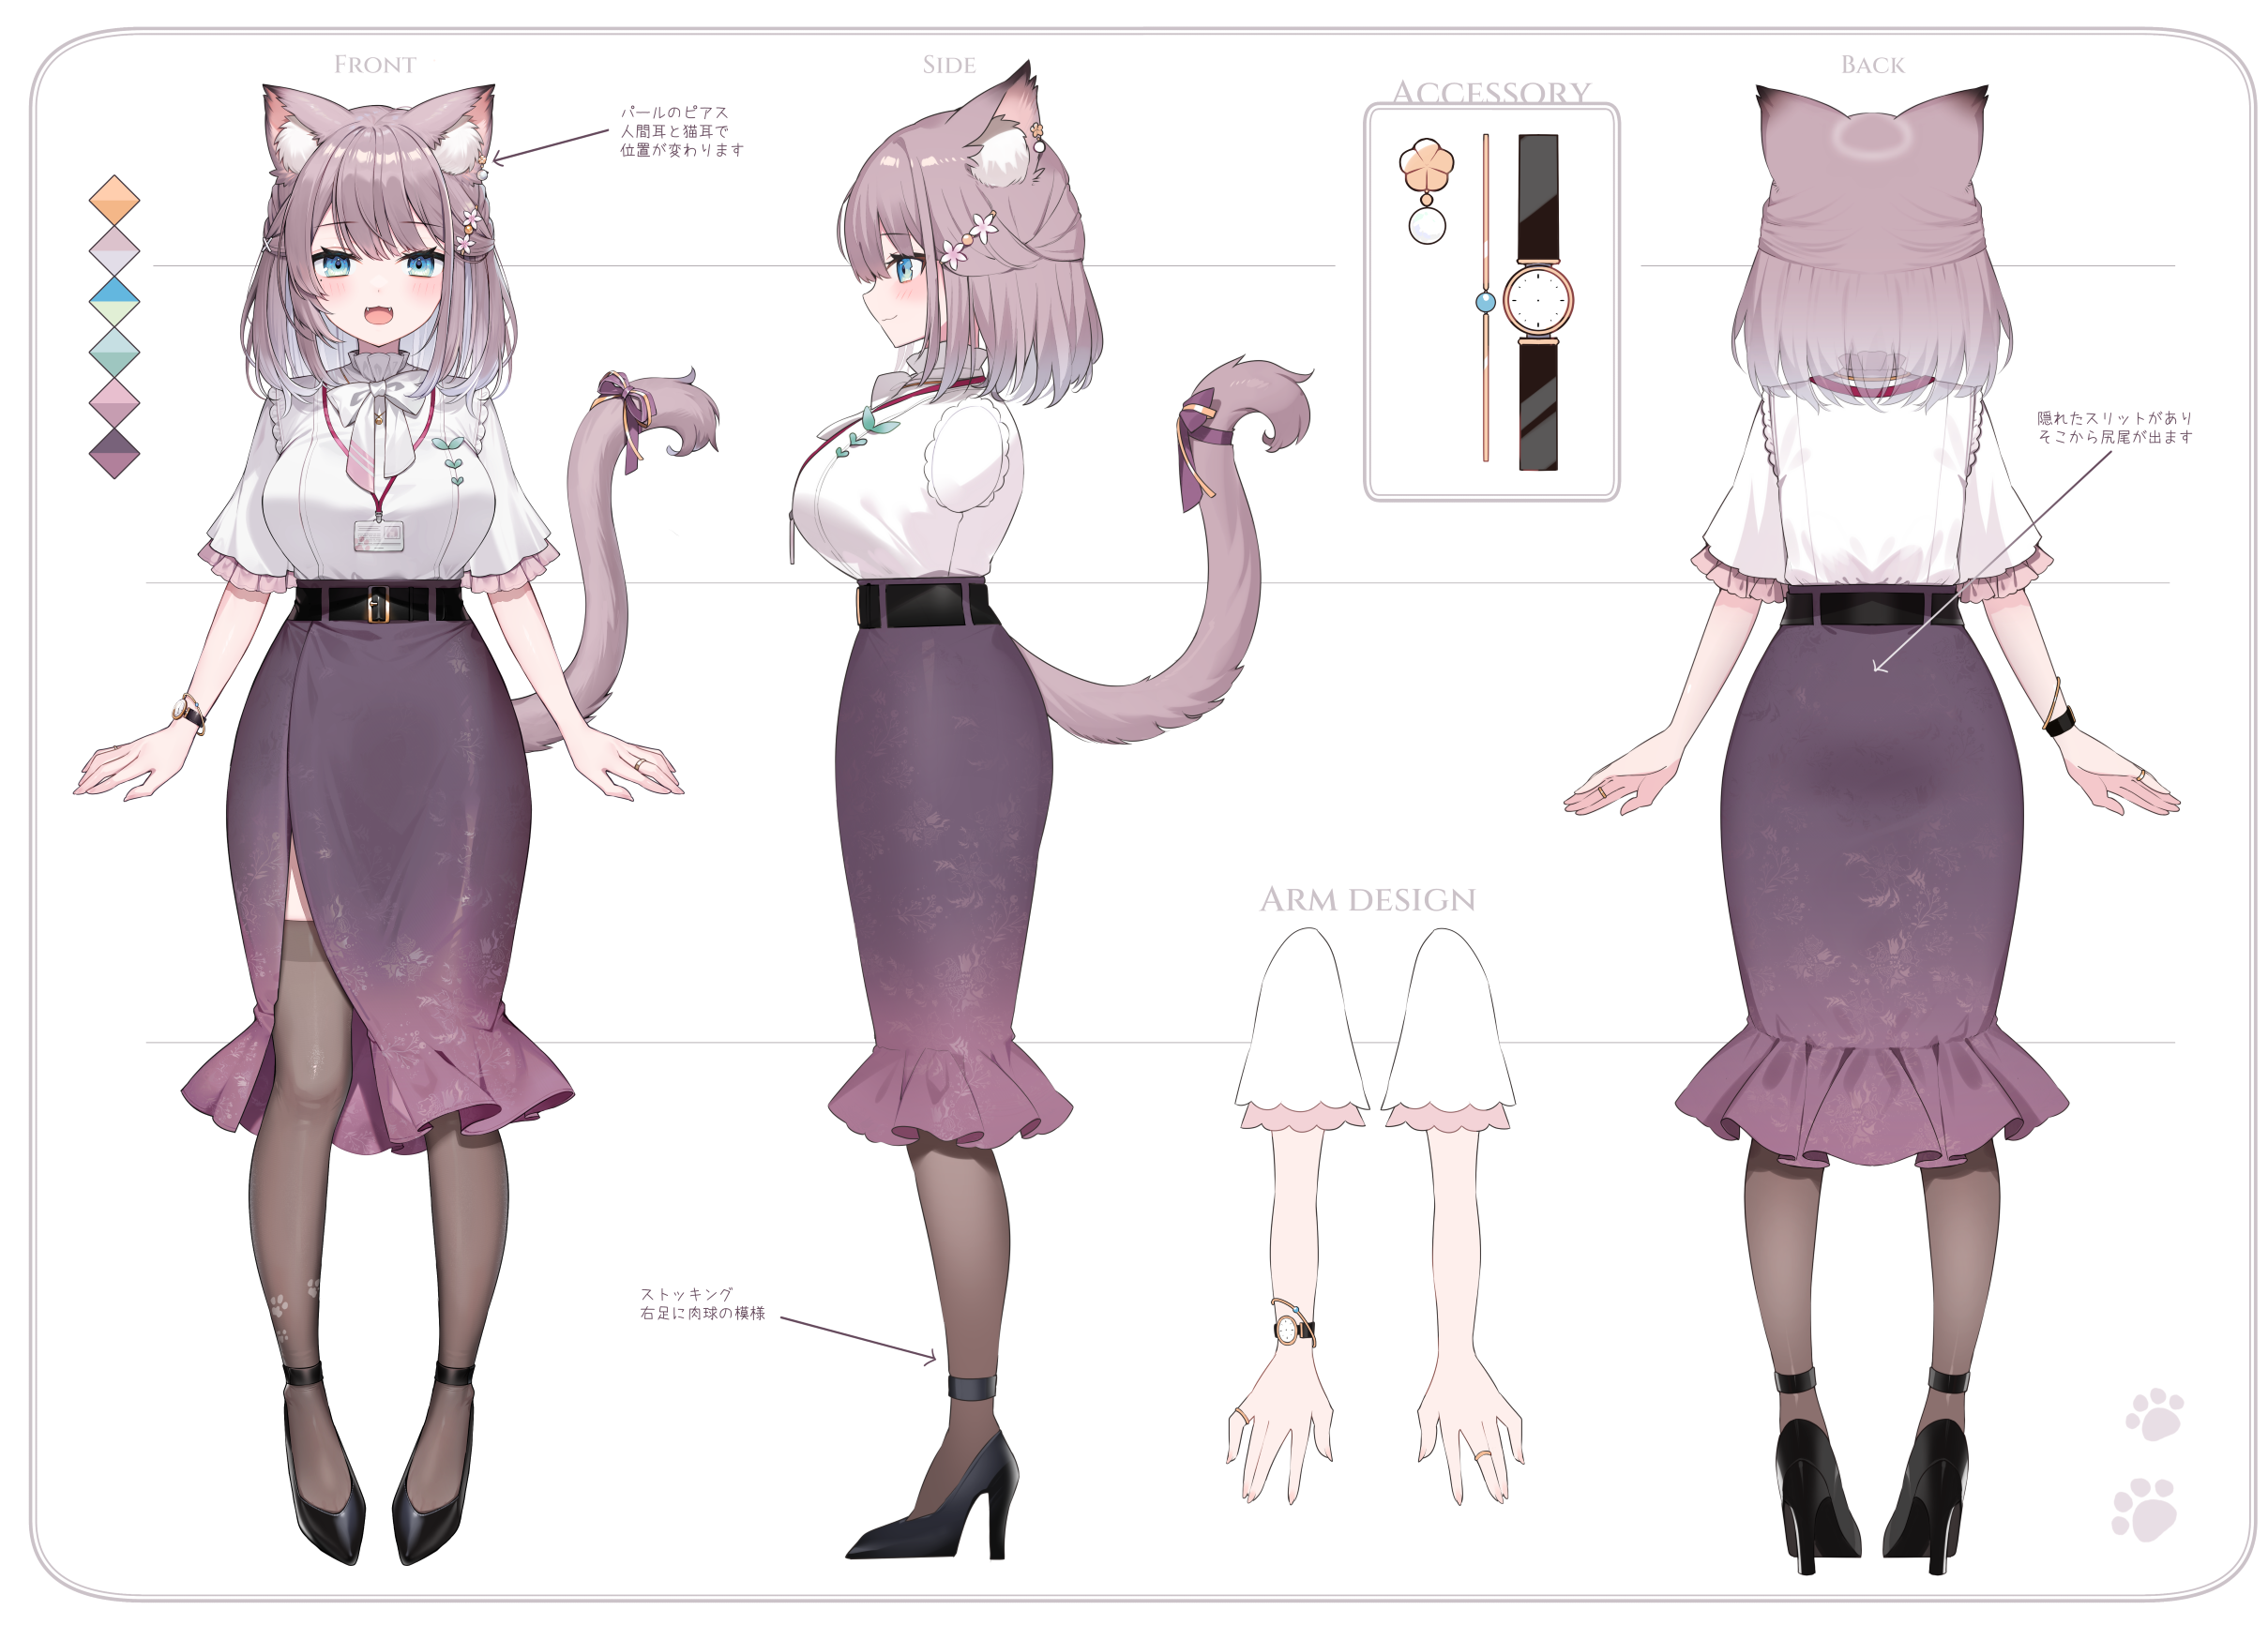 Front
Side
Accessory
Back
パールのピアス
人間耳と猫耳で
位置が変わります
隠れたスリットがあり
そこから尻尾が出ます
Arm design
ストッキング
右足に肉球の模様